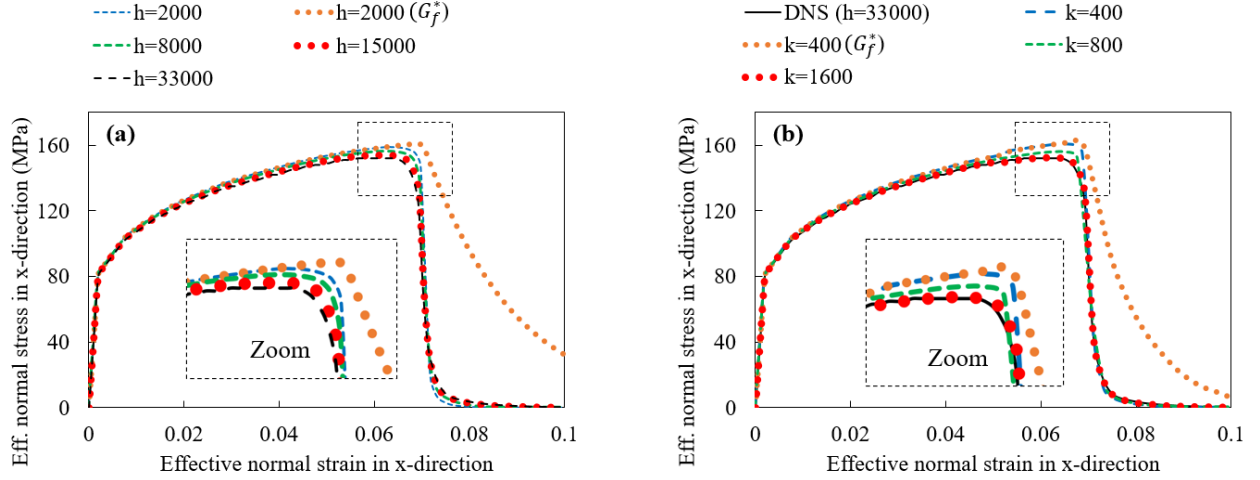 h=2000 h=2000 (G_f^*)
h=8000 h=15000
h=33000
(a)
Eff. normal stress in x-direction (MPa)
160
120
80
40
0
Zoom
0 0.02 0.04 0.06 0.08 0.1
Effective normal strain in x-direction
DNS (h=33000) k=400
k=400 (G_f^*) k=800
k=1600
(b)
Eff. normal stress in x-direction (MPa)
160
120
80
40
0
Zoom
0 0.02 0.04 0.06 0.08 0.1
Effective normal strain in x-direction